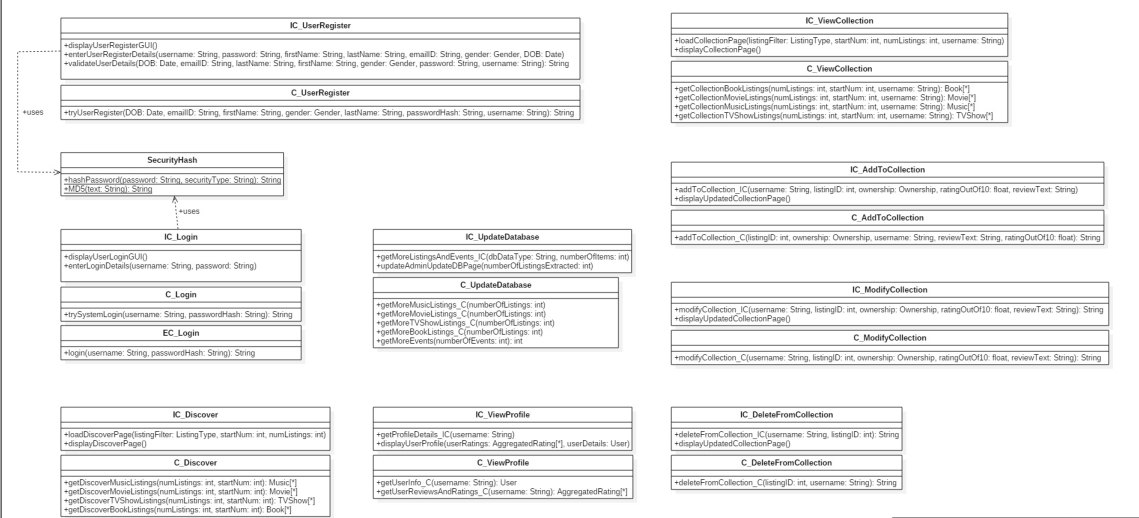 IC_UserRegister
+displayUserRegisterGUI()
+enterUserRegisterDetails(username: String, password: String, firstName: String, lastName: String, emailID: String, gender: Gender, DOB: Date)
+validateUserDetails(DOB: Date, emailID: String, lastName: String, firstName: String, gender: Gender, password: String, username: String): String
C_UserRegister
+tryUserRegister(DOB: Date, emailID: String, firstName: String, gender: Gender, lastName: String, passwordHash: String, username: String): String
+uses
SecurityHash
+hashPassword(password: String, securityType: String): String
+MD5(text: String): String
+uses
IC_Login
+displayUserLoginGUI()
+enterLoginDetails(username: String, password: String)
C_Login
+trySystemLogin(username: String, passwordHash: String): String
EC_Login
+login(username: String, passwordHash: String): String
IC_UpdateDatabase
+getMoreListingsAndEvents_IC(dbDataType: String, numberOfItems: int)
+updateAdminUpdateDBPage(numberOfListingsExtracted: int)
C_UpdateDatabase
+getMoreMusicListings_C(numberOfListings: int)
+getMoreMovieListings_C(numberOfListings: int)
+getMoreTVShowListings_C(numberOfListings: int)
+getMoreBookListings_C(numberOfListings: int)
+getMoreEvents(numberOfEvents: int): int
IC_ViewCollection
+loadCollectionPage(listingFilter: ListingType, startNum: int, numListings: int, username: String)
+displayCollectionPage()
C_ViewCollection
+getCollectionBookListings(numListings: int, startNum: int, username: String): Book[*]
+getCollectionMovieListings(numListings: int, startNum: int, username: String): Movie[*]
+getCollectionMusicListings(numListings: int, startNum: int, username: String): Music[*]
+getCollectionTVShowListings(numListings: int, startNum: int, username: String): TVShow[*]
IC_AddToCollection
+addToCollection_IC(username: String, listingID: int, ownership: Ownership, ratingOutOf10: float, reviewText: String)
+displayUpdatedCollectionPage()
C_AddToCollection
+addToCollection_C(listingID: int, ownership: Ownership, username: String, reviewText: String, ratingOutOf10: float): String
IC_ModifyCollection
+modifyCollection_IC(username: String, listingID: int, ownership: Ownership, ratingOutOf10: float, reviewText: String): String
+displayUpdatedCollectionPage()
C_ModifyCollection
+modifyCollection_C(username: String, listingID: int, ownership: Ownership, ratingOutOf10: float, reviewText: String): String
IC_Discover
+loadDiscoverPage(listingFilter: ListingType, startNum: int, numListings: int)
+displayDiscoverPage()
C_Discover
+getDiscoverMusicListings(numListings: int, startNum: int): Music[*]
+getDiscoverMovieListings(numListings: int, startNum: int): Movie[*]
+getDiscoverTVShowListings(numListings: int, startNum: int): TVShow[*]
+getDiscoverBookListings(numListings: int, startNum: int): Book[*]
IC_ViewProfile
+getProfileDetails_IC(username: String)
+displayUserProfile(userRatings: AggregatedRating[*], userDetails: User)
C_ViewProfile
+getUserInfo_C(username: String): User
+getUserReviewsAndRatings_C(username: String): AggregatedRating[*]
IC_DeleteFromCollection
+deleteFromCollection_IC(username: String, listingID: int): String
+displayUpdatedCollectionPage()
C_DeleteFromCollection
+deleteFromCollection_C(listingID: int, username: String): String